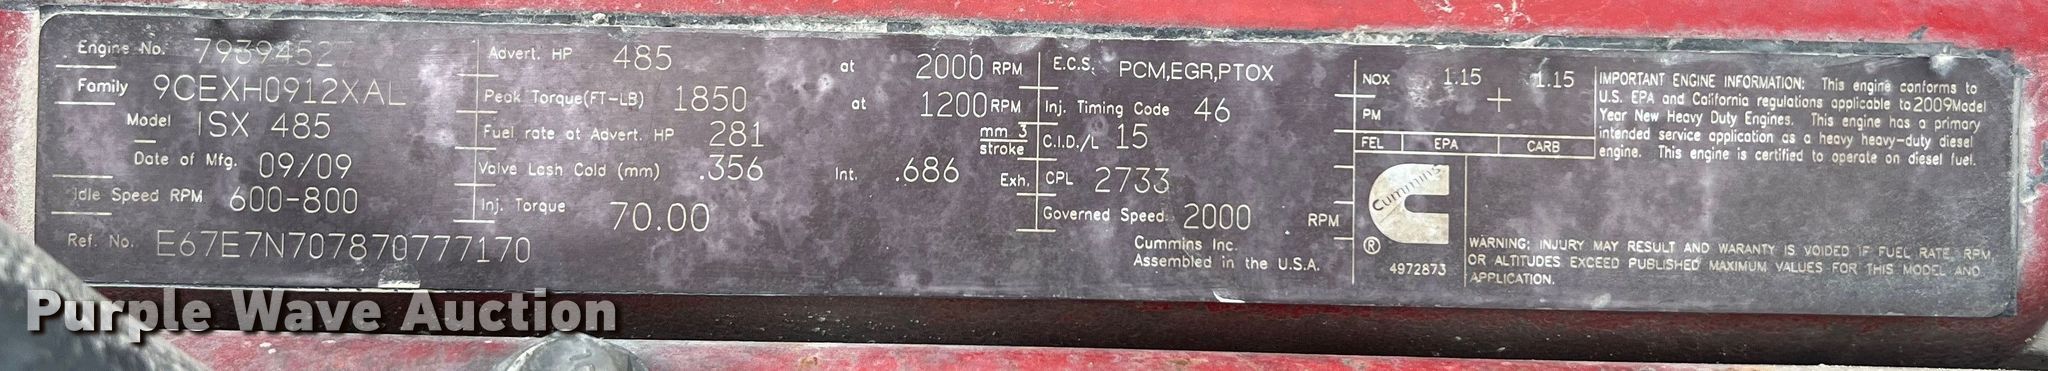 Engine No. 79394527
Family 9CEXH0912XAL
Model ISX 485
Date of Mfg. 09/09
Idle Speed RPM 600-800
Ref. No. E67E7N707870777170
Advert. HP 485 at 2000 RPM
Peak Torque(FT-LB) 1850 at 1200 RPM
Fuel rate at Advert. HP 281 mm 3 stroke
Valve Lash Cold (mm) .356 Int. .686 Exh.
Inj. Torque 70.00
E.C.S. PCM,EGR,PTOX
Inj. Timing Code 46
C.I.D./L 15
CPL 2733
Governed Speed 2000 RPM
Cummins Inc.
Assembled in the U.S.A.
NOX 1.15 + 1.15
PM
FEL EPA CARB
Cummins
®
4972873
IMPORTANT ENGINE INFORMATION: This engine conforms to
U.S. EPA and California regulations applicable to 2009 Model
Year New Heavy Duty Engines. This engine has a primary
intended service application as a heavy heavy-duty diesel
engine. This engine is certified to operate on diesel fuel.
WARNING: INJURY MAY RESULT AND WARANTY IS VOIDED IF FUEL RATE, RPM,
OR ALTITUDES EXCEED PUBLISHED MAXIMUM VALUES FOR THIS MODEL AND
APPLICATION.
Purple Wave Auction